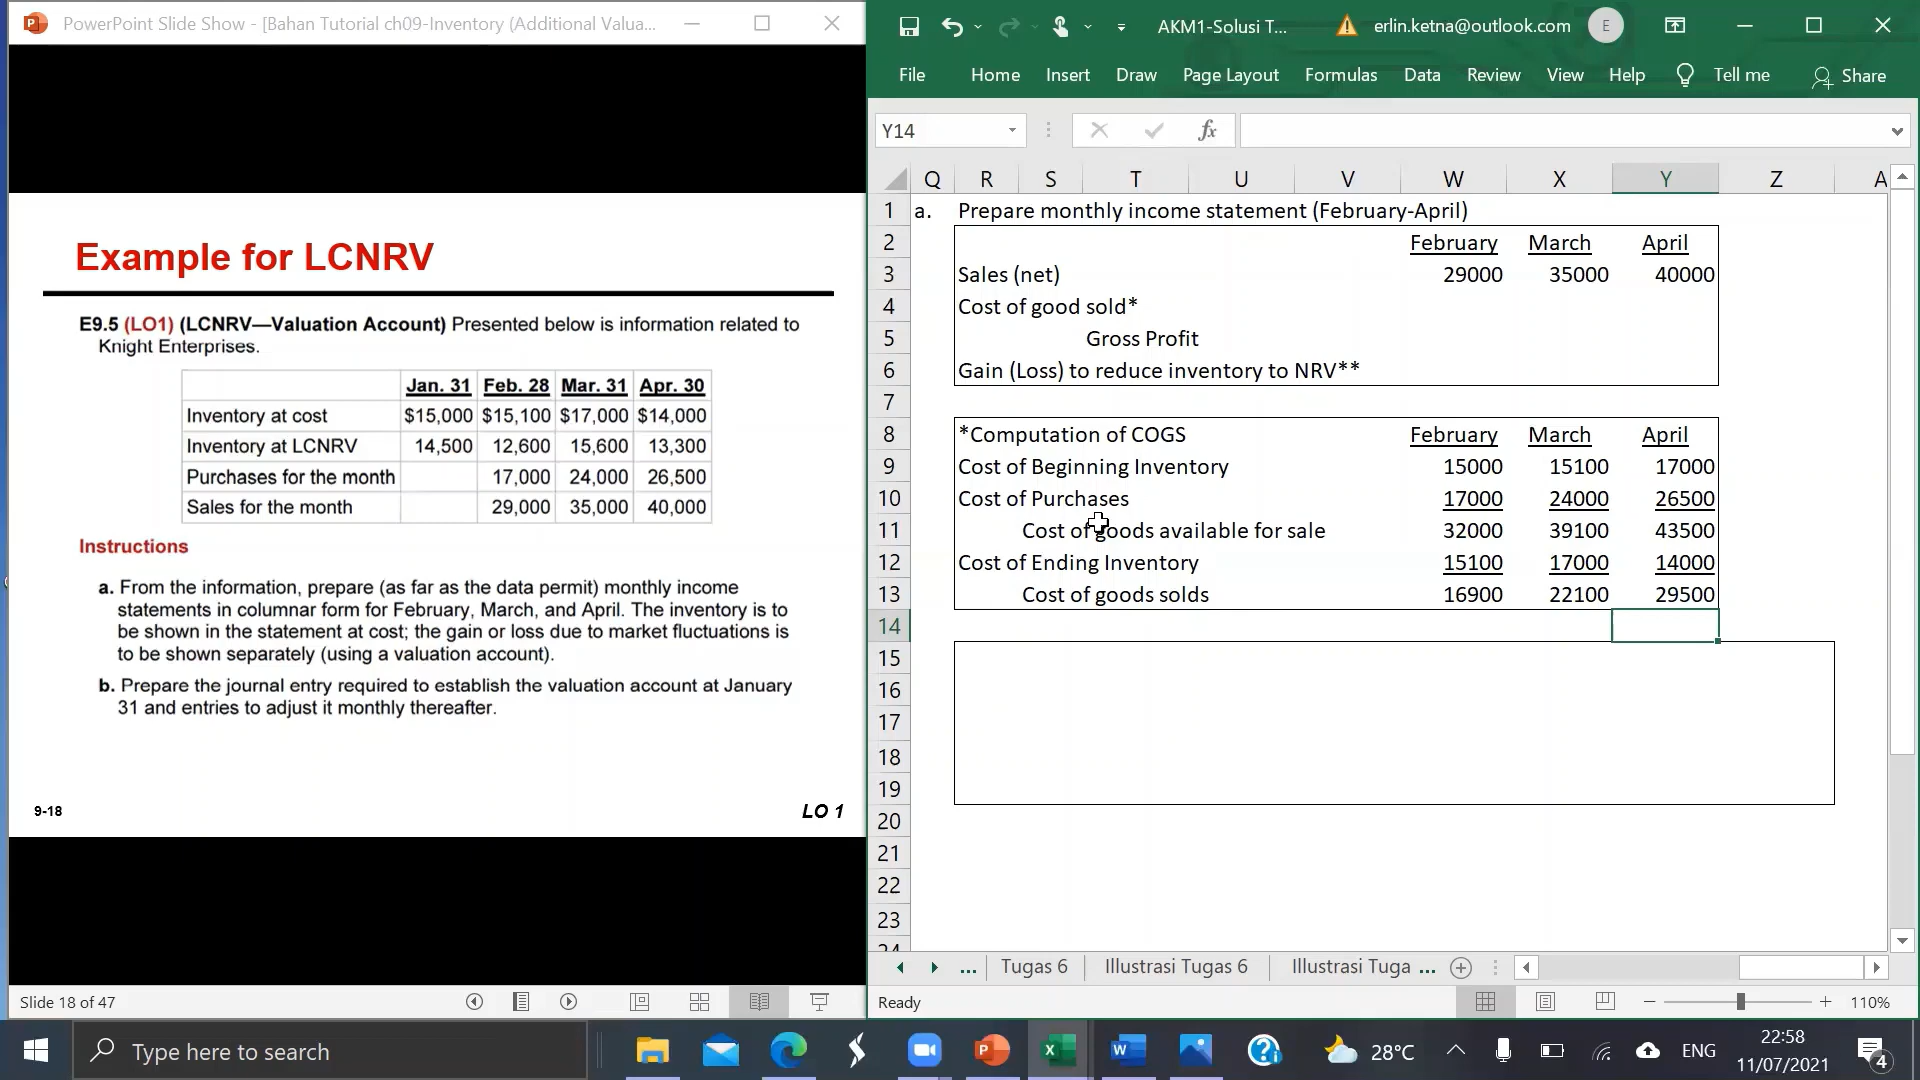 PowerPoint Slide Show - [Bahan Tutorial ch09-Inventory (Additional Valua...
Example for LCNRV
E9.5 (LO1) (LCNRV—Valuation Account) Presented below is information related to
Knight Enterprises.
Jan. 31 Feb. 28 Mar. 31 Apr. 30
Inventory at cost $15,000 $15,100 $17,000 $14,000
Inventory at LCNRV 14,500 12,600 15,600 13,300
Purchases for the month 17,000 24,000 26,500
Sales for the month 29,000 35,000 40,000
Instructions
a. From the information, prepare (as far as the data permit) monthly income
statements in columnar form for February, March, and April. The inventory is to
be shown in the statement at cost; the gain or loss due to market fluctuations is
to be shown separately (using a valuation account).
b. Prepare the journal entry required to establish the valuation account at January
31 and entries to adjust it monthly thereafter.
9-18 LO 1
Slide 18 of 47
AKM1-Solusi T... erlin.ketna@outlook.com E
File Home Insert Draw Page Layout Formulas Data Review View Help Tell me Share
Y14 fx
Q R S T U V W X Y Z A
1 a. Prepare monthly income statement (February-April)
2 February March April
3 Sales (net) 29000 35000 40000
4 Cost of good sold*
5 Gross Profit
6 Gain (Loss) to reduce inventory to NRV**
7
8 *Computation of COGS February March April
9 Cost of Beginning Inventory 15000 15100 17000
10 Cost of Purchases 17000 24000 26500
11 Cost of goods available for sale 32000 39100 43500
12 Cost of Ending Inventory 15100 17000 14000
13 Cost of goods solds 16900 22100 29500
14
15
16
17
18
19
20
21
22
23
24
... Tugas 6 Illustrasi Tugas 6 Illustrasi Tuga ...
Ready 110%
Type here to search 28°C ENG 22:58
11/07/2021 4